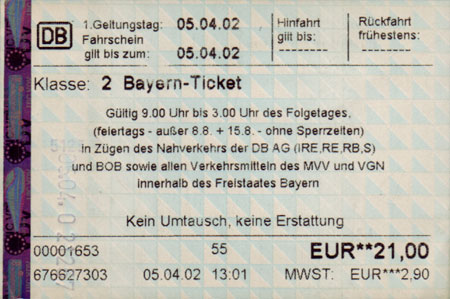 DB
1.Geltungstag: 05.04.02
Fahrschein
gilt bis zum: 05.04.02
Hinfahrt
gilt bis:
--------
Rückfahrt
frühestens:
--------
Klasse: 2 Bayern-Ticket
Gültig 9.00 Uhr bis 3.00 Uhr des Folgetages,
(feiertags - außer 8.8. + 15.8. - ohne Sperrzeiten)
in Zügen des Nahverkehrs der DB AG (IRE,RE,RB,S)
und BOB sowie allen Verkehrsmitteln des MVV und VGN
innerhalb des Freistaates Bayern
Kein Umtausch, keine Erstattung
00001653 55 EUR**21,00
676627303 05.04.02 13:01 MWST: EUR***2,90